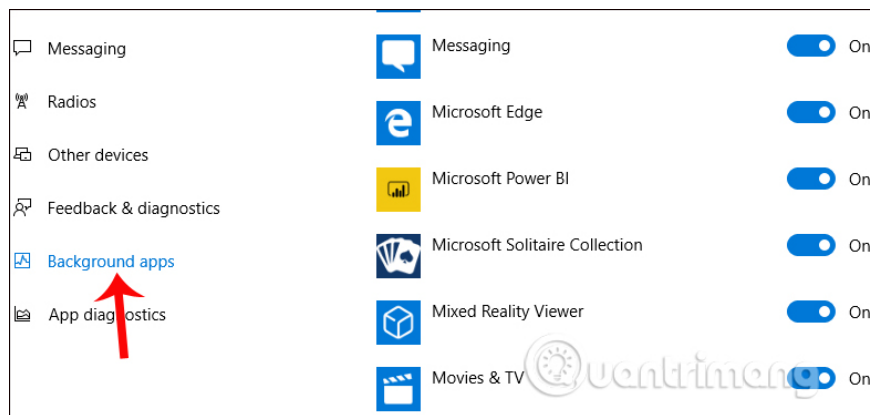 Messaging
Radios
Other devices
Feedback & diagnostics
Background apps
App diagnostics
Messaging On
Microsoft Edge On
Microsoft Power BI On
Microsoft Solitaire Collection On
Mixed Reality Viewer On
Movies & TV On
Quantrimang